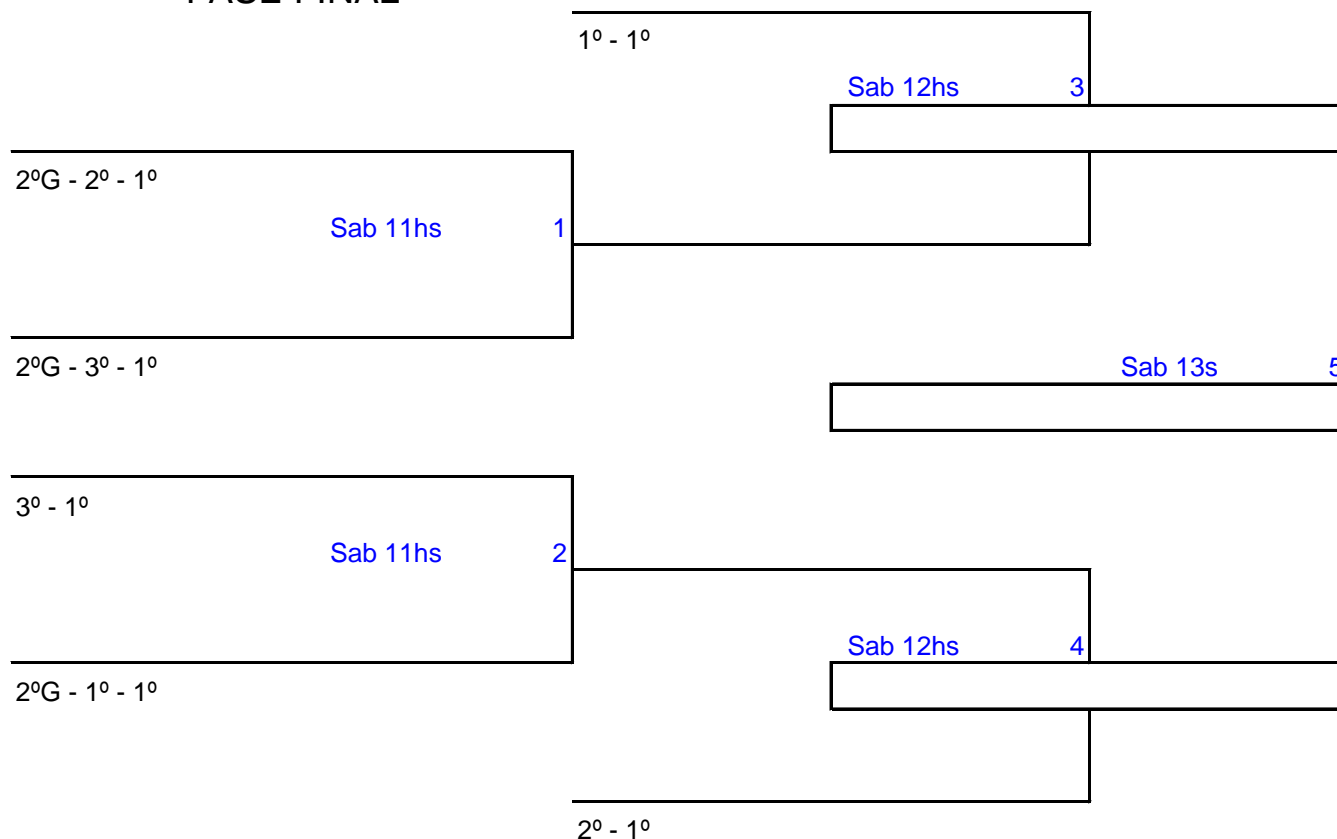 1º - 1º
Sab 12hs 3
2ºG - 2º - 1º
Sab 11hs 1
2ºG - 3º - 1º
Sab 13s 5
3º - 1º
Sab 11hs 2
Sab 12hs 4
2ºG - 1º - 1º
2º - 1º